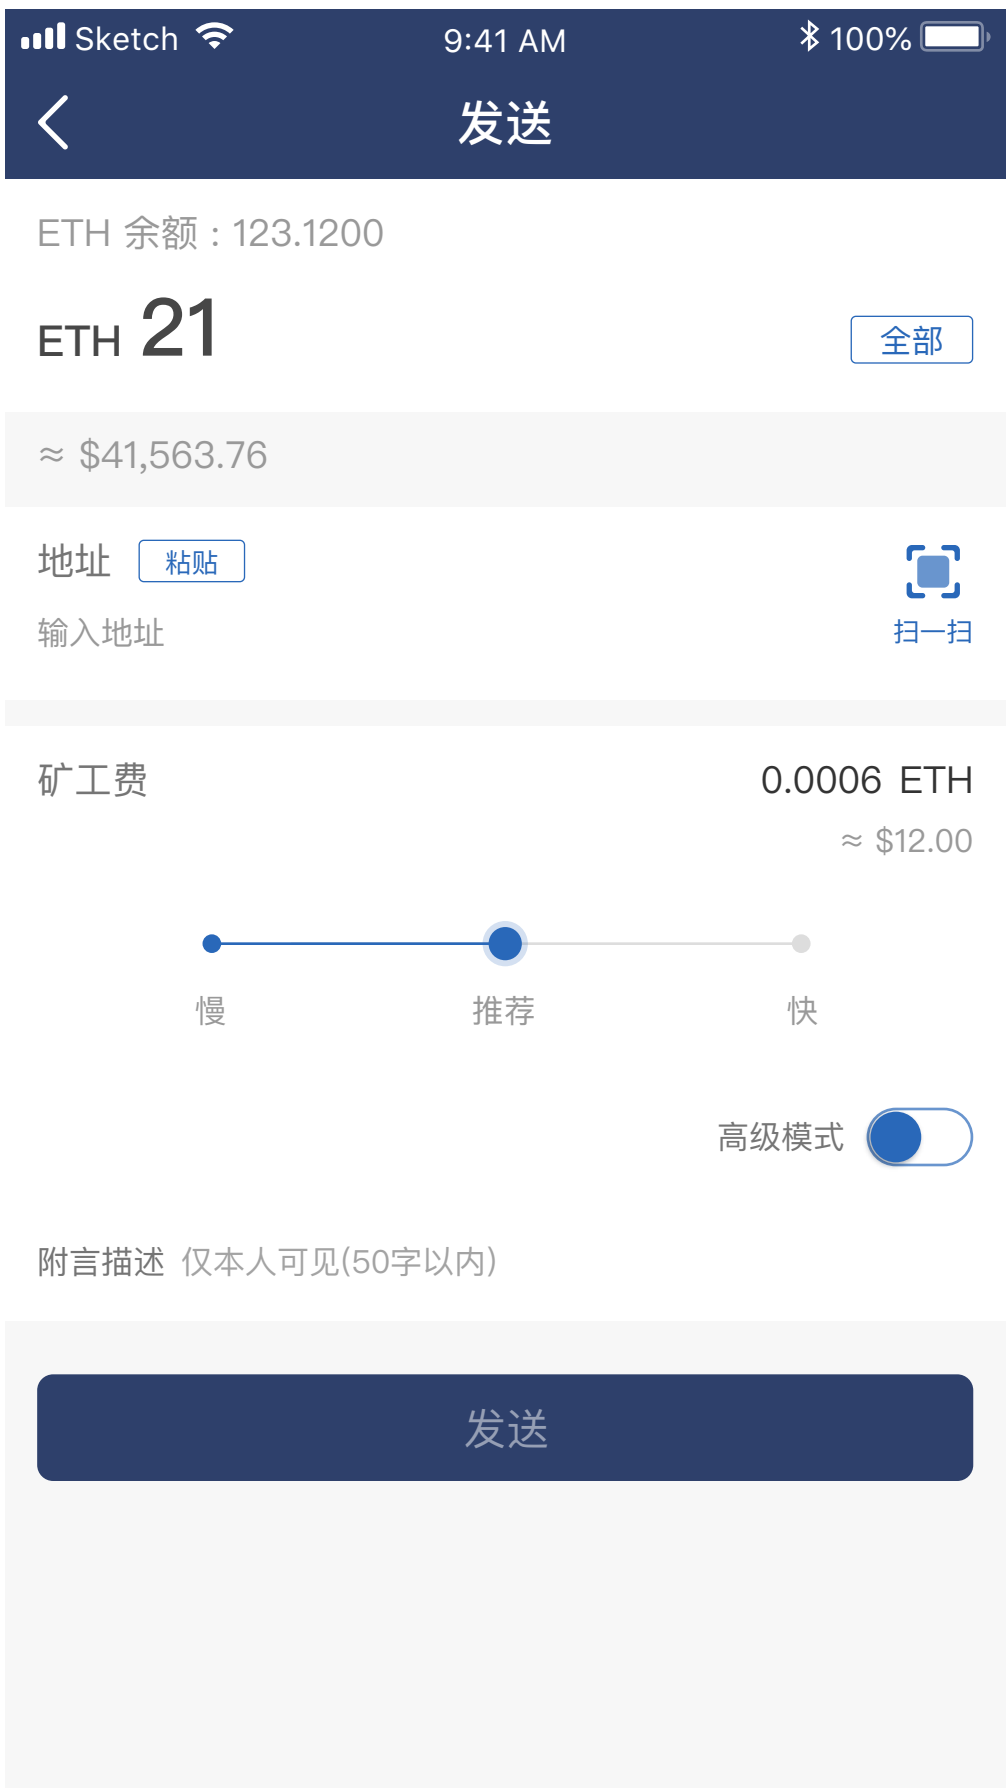 Sketch 9:41 AM 100%
发送
ETH 余额 : 123.1200
ETH 21 全部
≈ $41,563.76
地址 粘贴
输入地址 扫一扫
矿工费 0.0006 ETH
≈ $12.00
慢 推荐 快
高级模式
附言描述 仅本人可见(50字以内)
发送